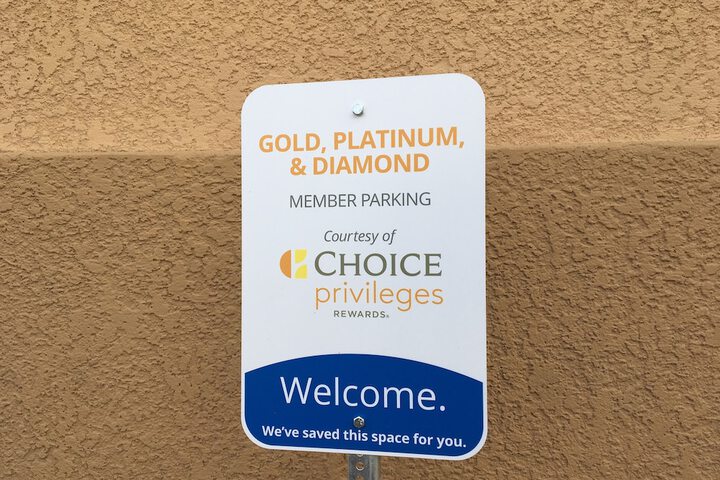 GOLD, PLATINUM,
& DIAMOND
MEMBER PARKING
Courtesy of
CHOICE
privileges
REWARDS®
Welcome.
We've saved this space for you.